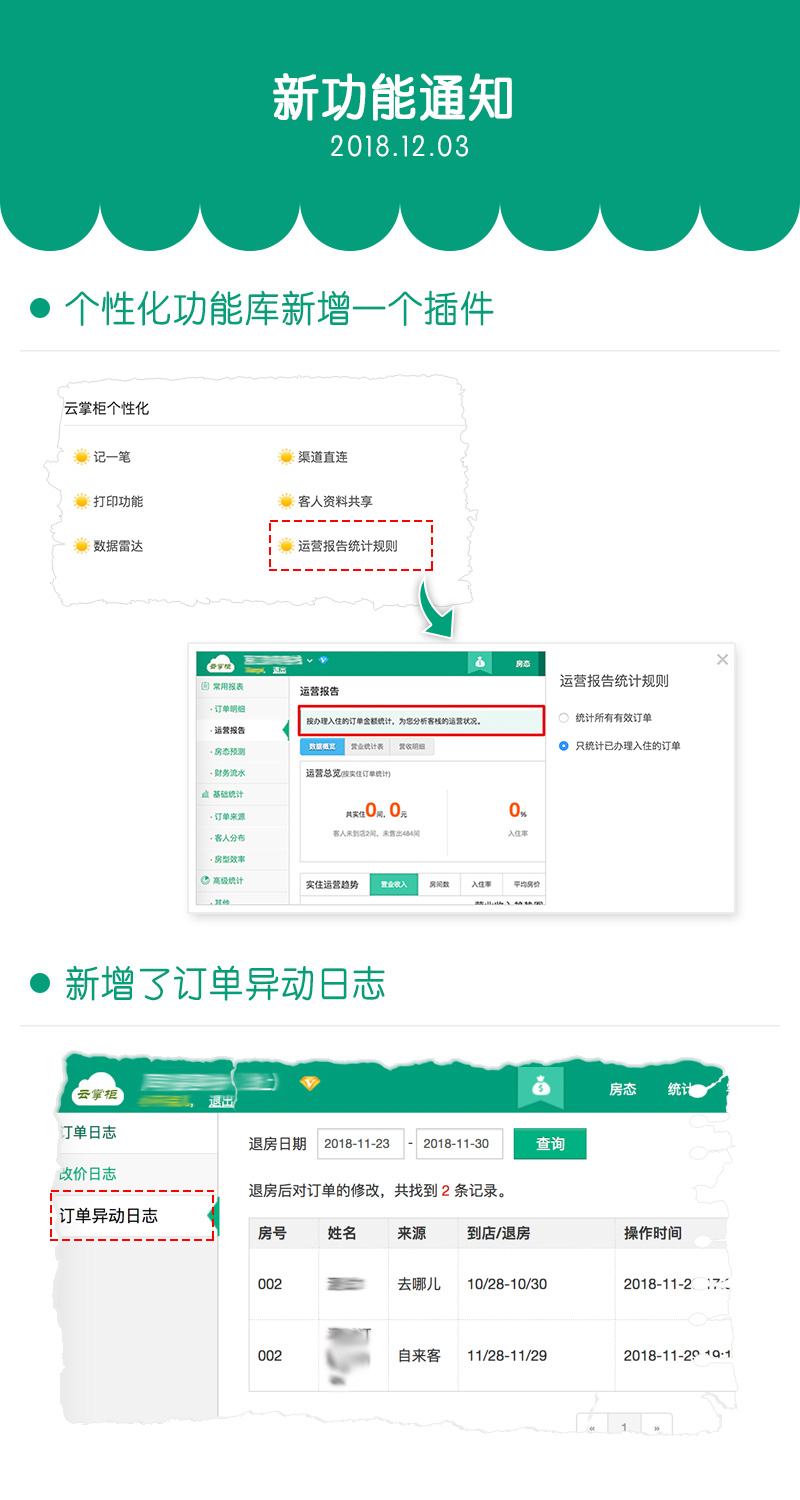 新功能通知
2018.12.03
个性化功能库新增一个插件
云掌柜个性化
记一笔
渠道直连
打印功能
客人资料共享
数据雷达
运营报告统计规则
云掌柜
退出
房态
常用报表
· 订单明细
· 运营报告
· 房态预测
· 财务流水
基础统计
· 订单来源
· 客人分布
· 房型效率
高级统计
· 其他
运营报告
按办理入住的订单金额统计，为您分析客栈的运营状况。
数据概览
营业统计表
营收明细
运营总览(按实住订单统计)
共实住0间，0元
客人未到店2间，未售出484间
0%
入住率
实住运营趋势
营业收入
房间数
入住率
平均房价
营业收入趋势图
运营报告统计规则
统计所有有效订单
只统计已办理入住的订单
新增了订单异动日志
云掌柜
退出
房态
统计
订单日志
改价日志
订单异动日志
退房日期 2018-11-23 - 2018-11-30 查询
退房后对订单的修改，共找到 2 条记录。
房号 姓名 来源 到店/退房 操作时间
002 去哪儿 10/28-10/30 2018-11-2
002 自来客 11/28-11/29 2018-11-29 19:1
« 1 »